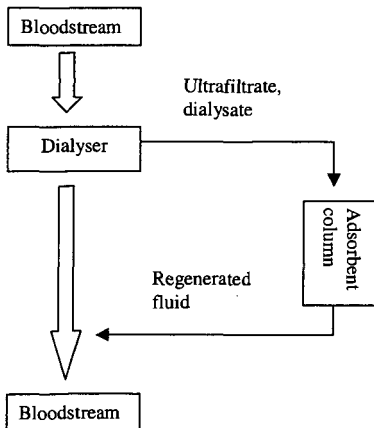 Bloodstream
Ultrafiltrate,
dialysate
Dialyser
Adsorbent
column
Regenerated
fluid
Bloodstream